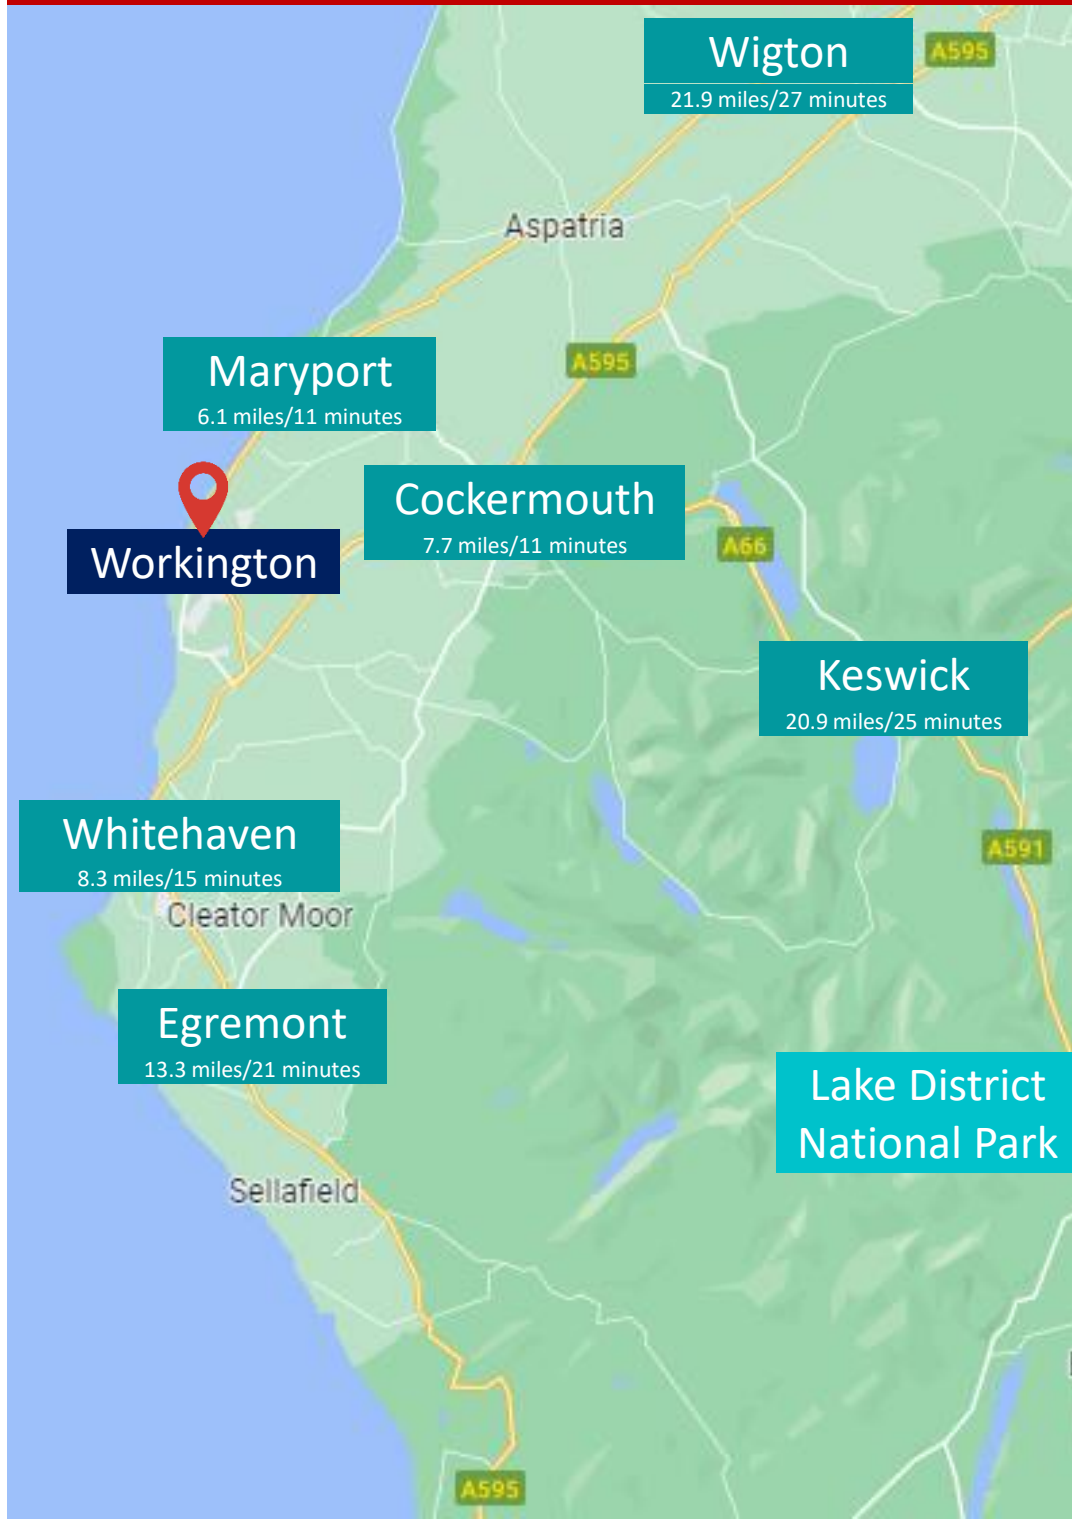 Wigton
21.9 miles/27 minutes
A595
Aspatria
Maryport
6.1 miles/11 minutes
A595
Cockermouth
7.7 miles/11 minutes
A66
Workington
Keswick
20.9 miles/25 minutes
Whitehaven
8.3 miles/15 minutes
A591
Cleator Moor
Egremont
13.3 miles/21 minutes
Lake District
National Park
Sellafield
A595